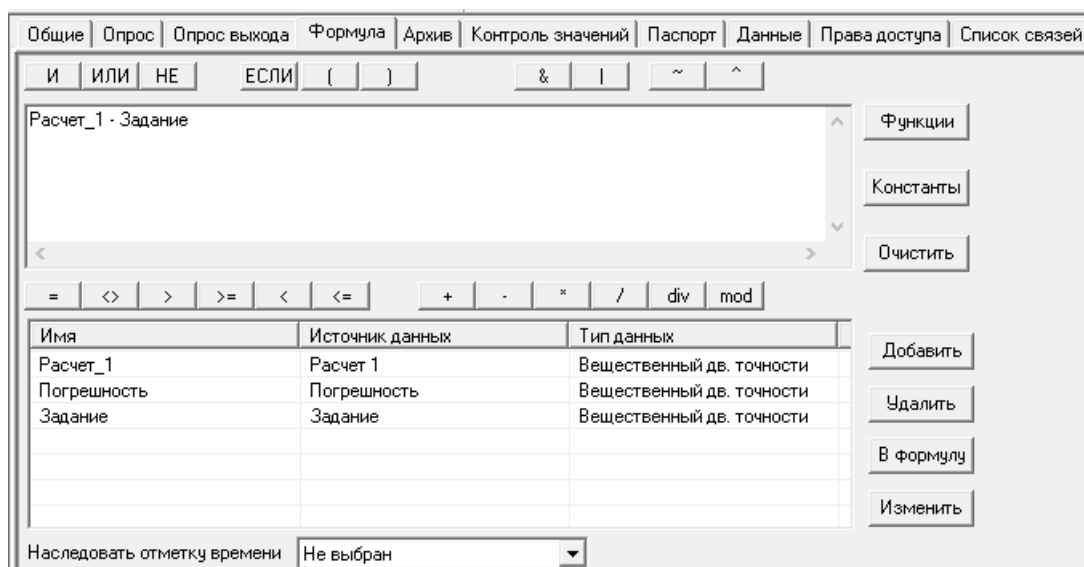 Общие Опрос Опрос выхода Формула Архив Контроль значений Паспорт Данные Права доступа Список связей
И ИЛИ НЕ ЕСЛИ ( ) & | ~ ^
Расчет_1 - Задание
Функции
Константы
Очистить
= <> > >= < <= + - * / div mod
Имя Источник данных Тип данных
Расчет_1 Расчет 1 Вещественный дв. точности
Погрешность Погрешность Вещественный дв. точности
Задание Задание Вещественный дв. точности
Добавить
Удалить
В формулу
Изменить
Наследовать отметку времени Не выбран